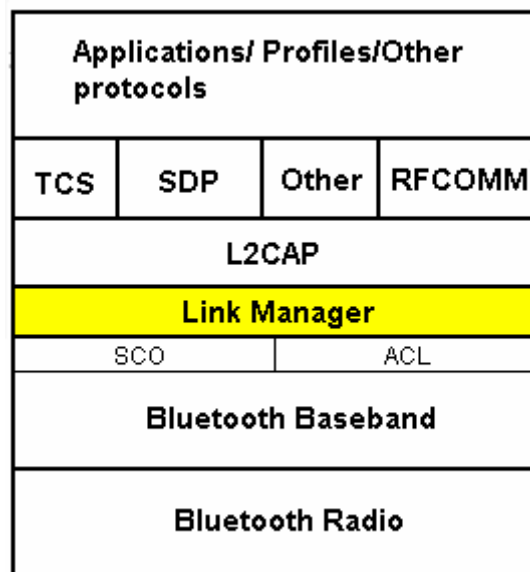 Applications/ Profiles/Other
protocols
TCS SDP Other RFCOMM
L2CAP
Link Manager
SCO ACL
Bluetooth Baseband
Bluetooth Radio